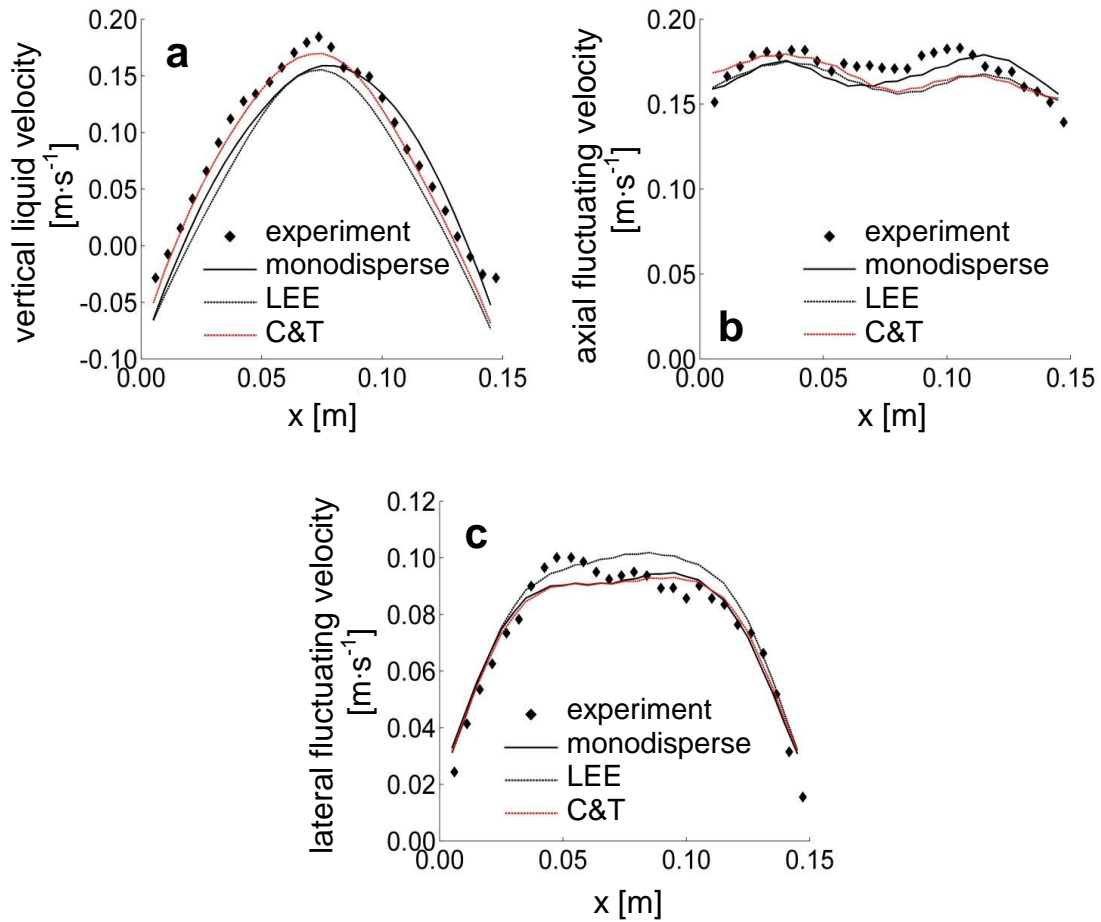 vertical liquid velocity
[m·s⁻¹]
0.20
0.15
0.10
0.05
0.00
-0.05
-0.10
a
experiment
monodisperse
LEE
C&T
0.00
0.05
0.10
0.15
x [m]
axial fluctuating velocity
[m·s⁻¹]
0.20
0.15
0.10
0.05
0.00
b
experiment
monodisperse
LEE
C&T
0.00
0.05
0.10
0.15
x [m]
lateral fluctuating velocity
[m·s⁻¹]
0.12
0.10
0.08
0.06
0.04
0.02
0.00
c
experiment
monodisperse
LEE
C&T
0.00
0.05
0.10
0.15
x [m]